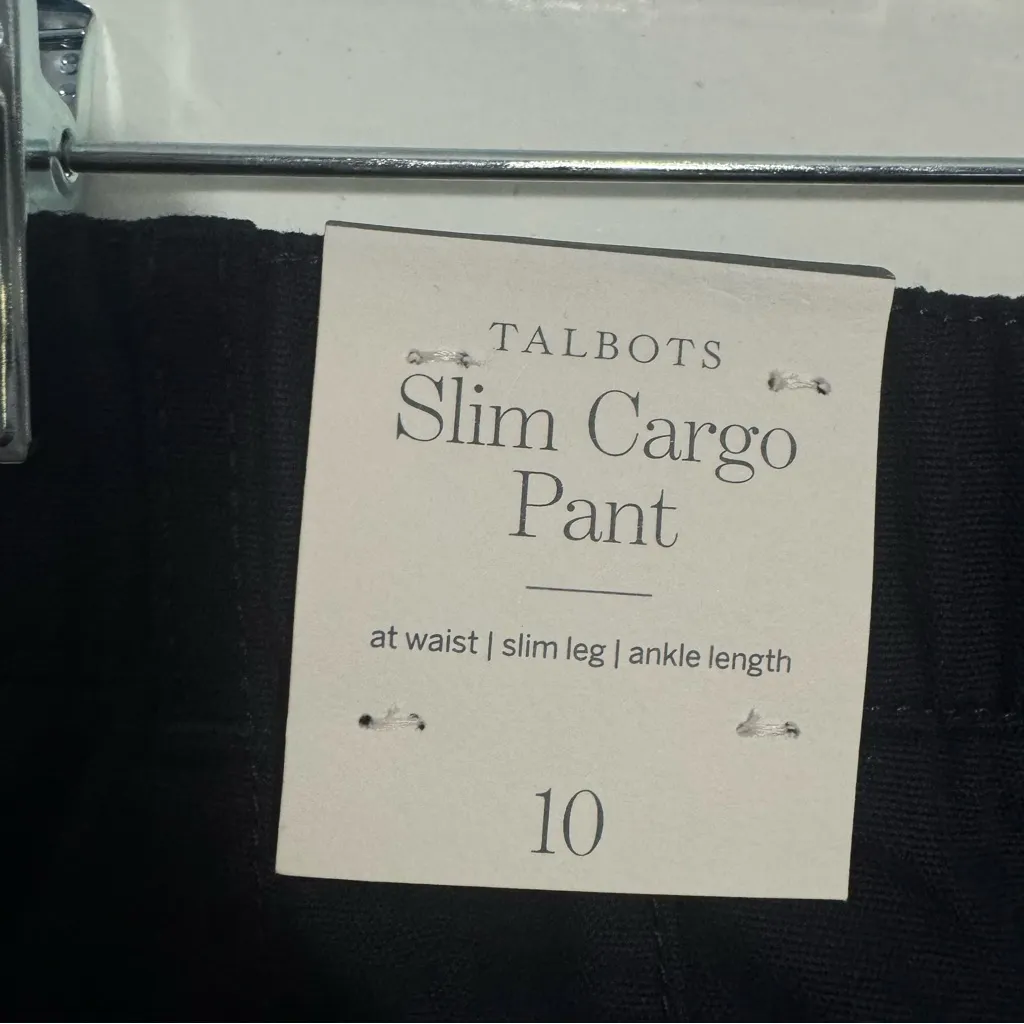 TALBOTS
Slim Cargo
Pant
at waist | slim leg | ankle length
10